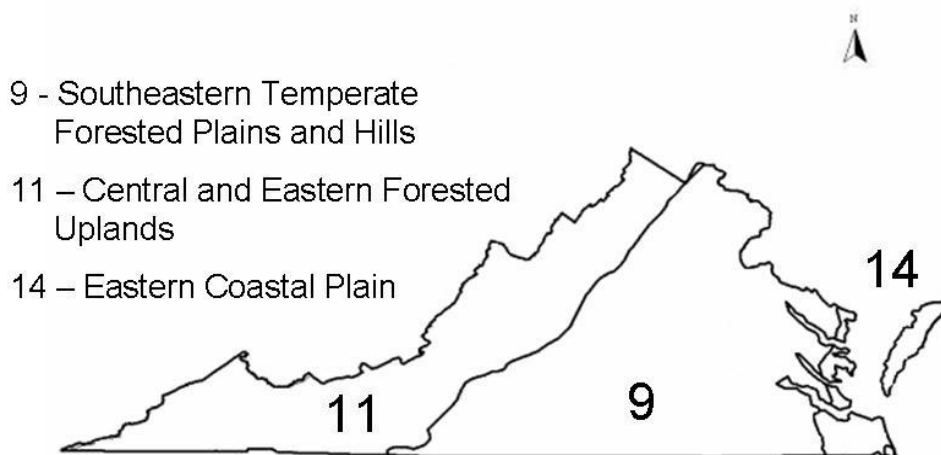 N
9 - Southeastern Temperate
Forested Plains and Hills
11 – Central and Eastern Forested
Uplands
14 – Eastern Coastal Plain
14
11
9